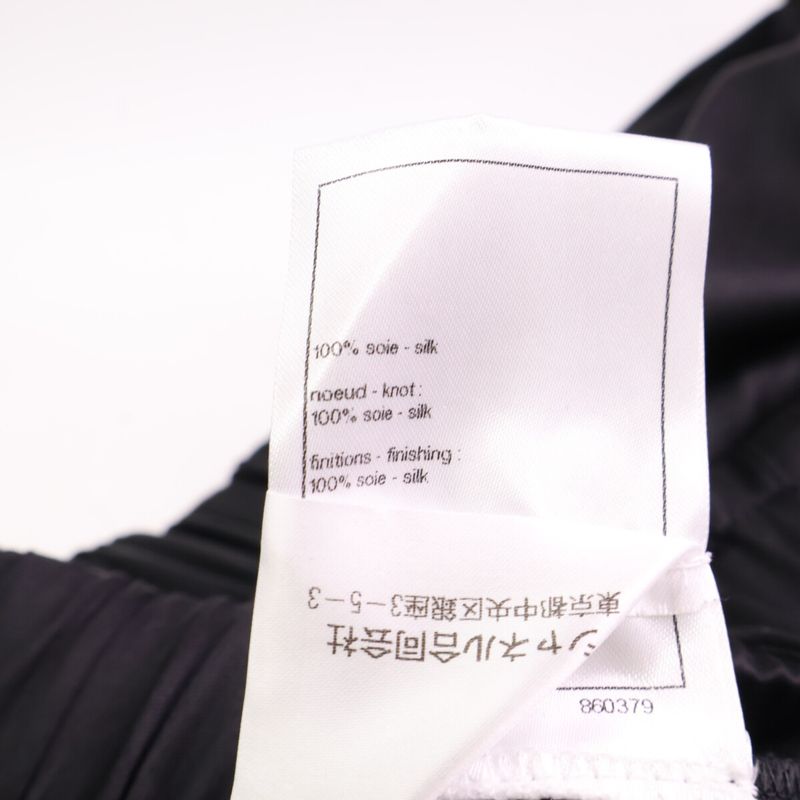 100% soie - silk
noeud - knot :
100% soie - silk
finitions - finishing :
100% soie - silk
シャネル合同会社
東京都中央区銀座3-5-3
860379